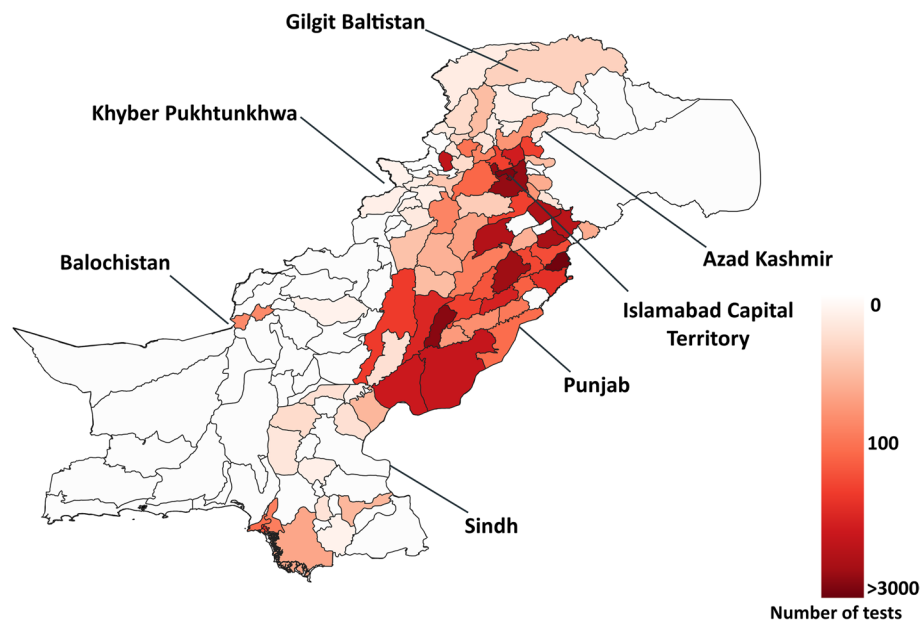 Gilgit Baltistan
Khyber Pukhtunkhwa
Balochistan
Azad Kashmir
Islamabad Capital
Territory
Punjab
Sindh
0
100
>3000
Number of tests